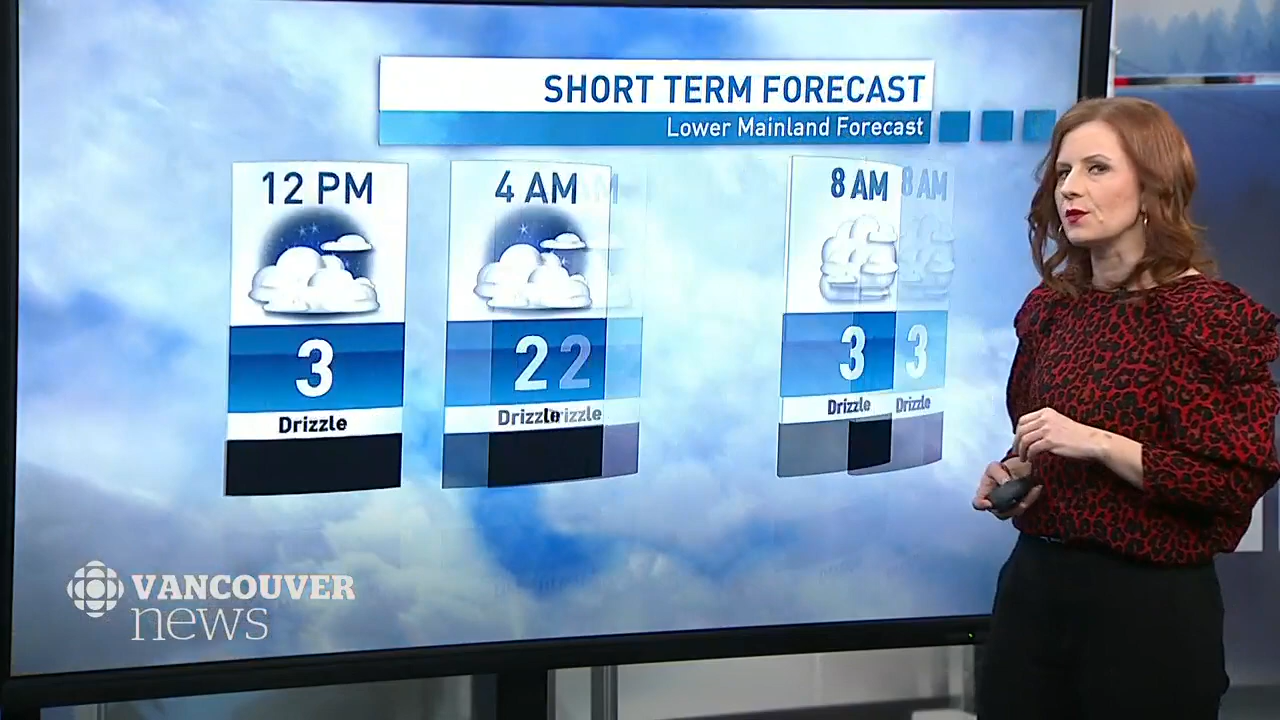 SHORT TERM FORECAST
Lower Mainland Forecast
12 PM
3
Drizzle
4 AM
2 2
Drizzle rizzle
8 AM 8 AM
3 3
Drizzle Drizzle
VANCOUVER
news